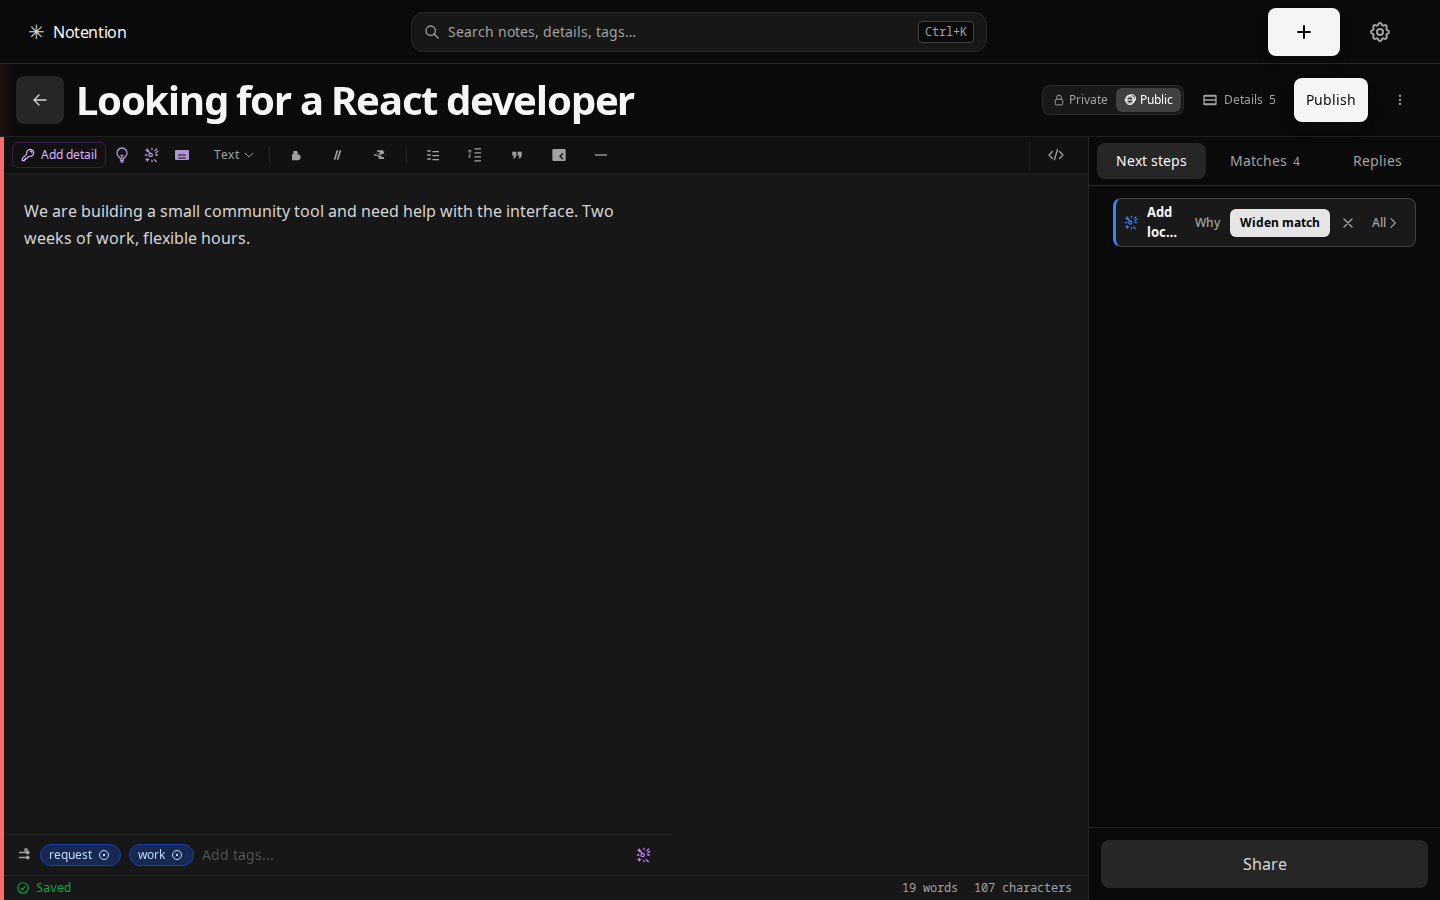 Notention
Search notes, details, tags...
Ctrl+K
Looking for a React developer
Private
Public
Details 5
Publish
Add detail
Text
Next steps
Matches 4
Replies
We are building a small community tool and need help with the interface. Two
weeks of work, flexible hours.
Add
loc...
Why
Widen match
All
request
work
Add tags...
Share
Saved
19 words
107 characters